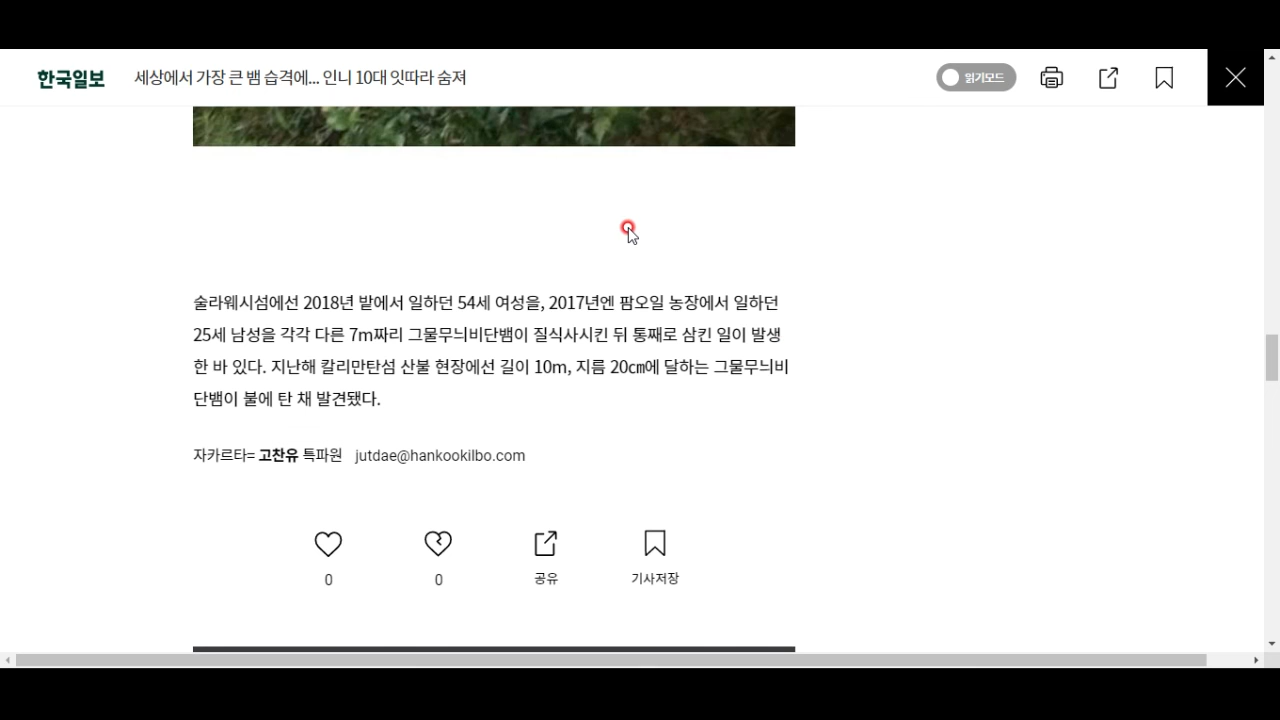 한국일보 세상에서 가장 큰 뱀 습격에... 인니 10대 잇따라 숨져 읽기모드
술라웨시섬에선 2018년 밭에서 일하던 54세 여성을, 2017년엔 팜오일 농장에서 일하던
25세 남성을 각각 다른 7m짜리 그물무늬비단뱀이 질식사시킨 뒤 통째로 삼킨 일이 발생
한 바 있다. 지난해 칼리만탄섬 산불 현장에선 길이 10m, 지름 20㎝에 달하는 그물무늬비
단뱀이 불에 탄 채 발견됐다.
자카르타= 고찬유 특파원 jutdae@hankookilbo.com
0 0 공유 기사저장